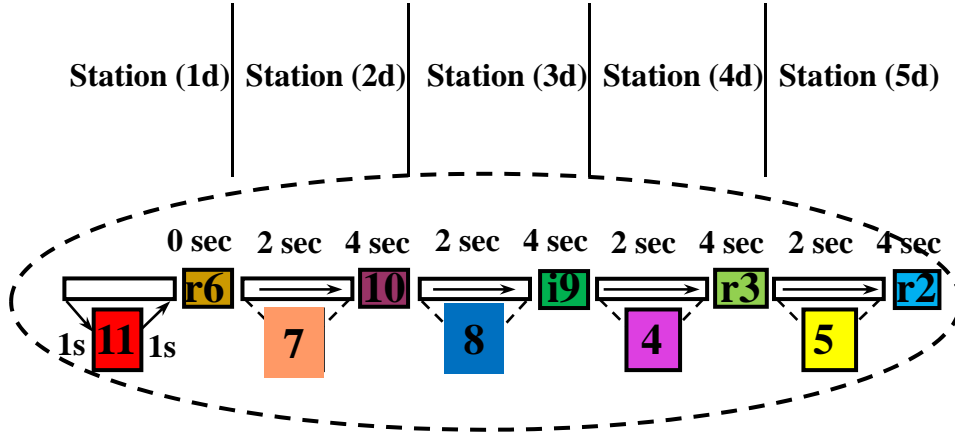 Station (1d) Station (2d) Station (3d) Station (4d) Station (5d)
0 sec 2 sec 4 sec 2 sec 4 sec 2 sec 4 sec 2 sec 4 sec
r6 10 i9 r3 r2
1s 11 1s 7 8 4 5